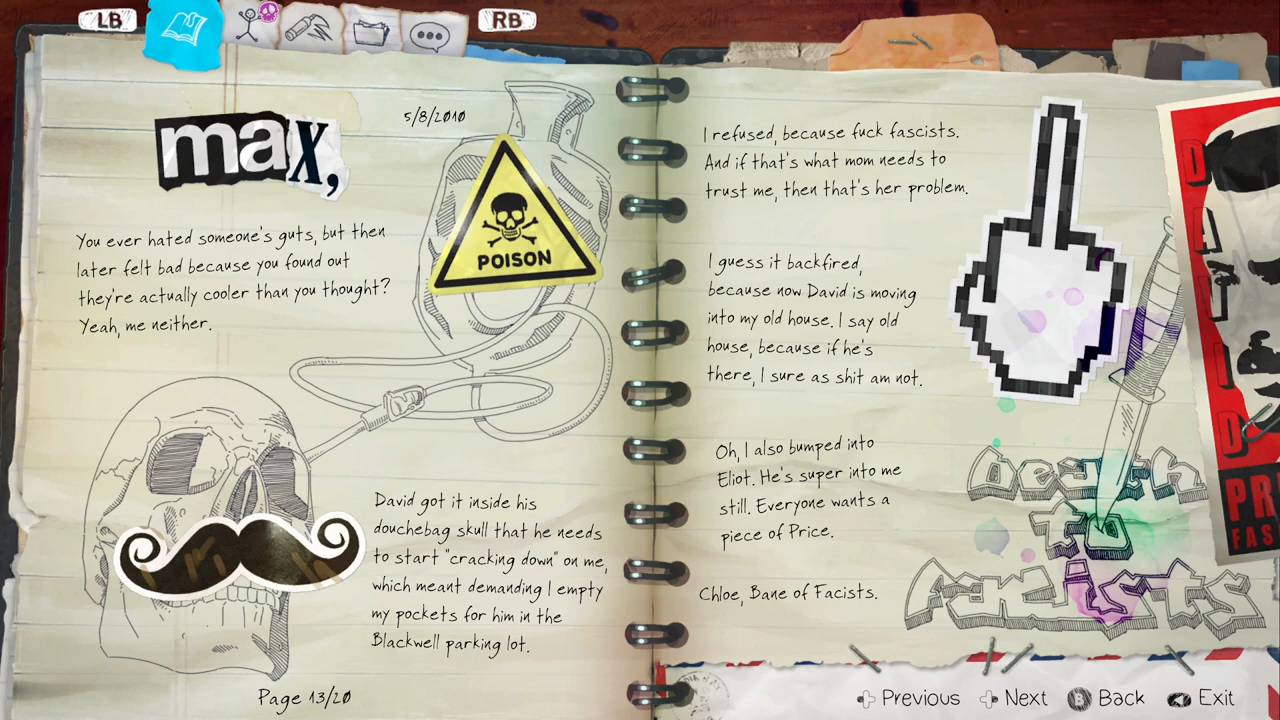 LB
RB
max,
5/8/2010
POISON
You ever hated someone's guts, but then
later felt bad because you found out
they're actually cooler than you thought?
Yeah, me neither.
David got it inside his
douchebag skull that he needs
to start "cracking down" on me,
which meant demanding I empty
my pockets for him in the
Blackwell parking lot.
Page 13/20
I refused, because fuck fascists.
And if that's what mom needs to
trust me, then that's her problem.
I guess it backfired,
because now David is moving
into my old house. I say old
house, because if he's
there, I sure as shit am not.
Oh, I also bumped into
Eliot. He's super into me
still. Everyone wants a
piece of Price.
Chloe, Bane of Facists.
death
TO
DAVID
PRE
FAS
Previous
Next
B Back
Exit